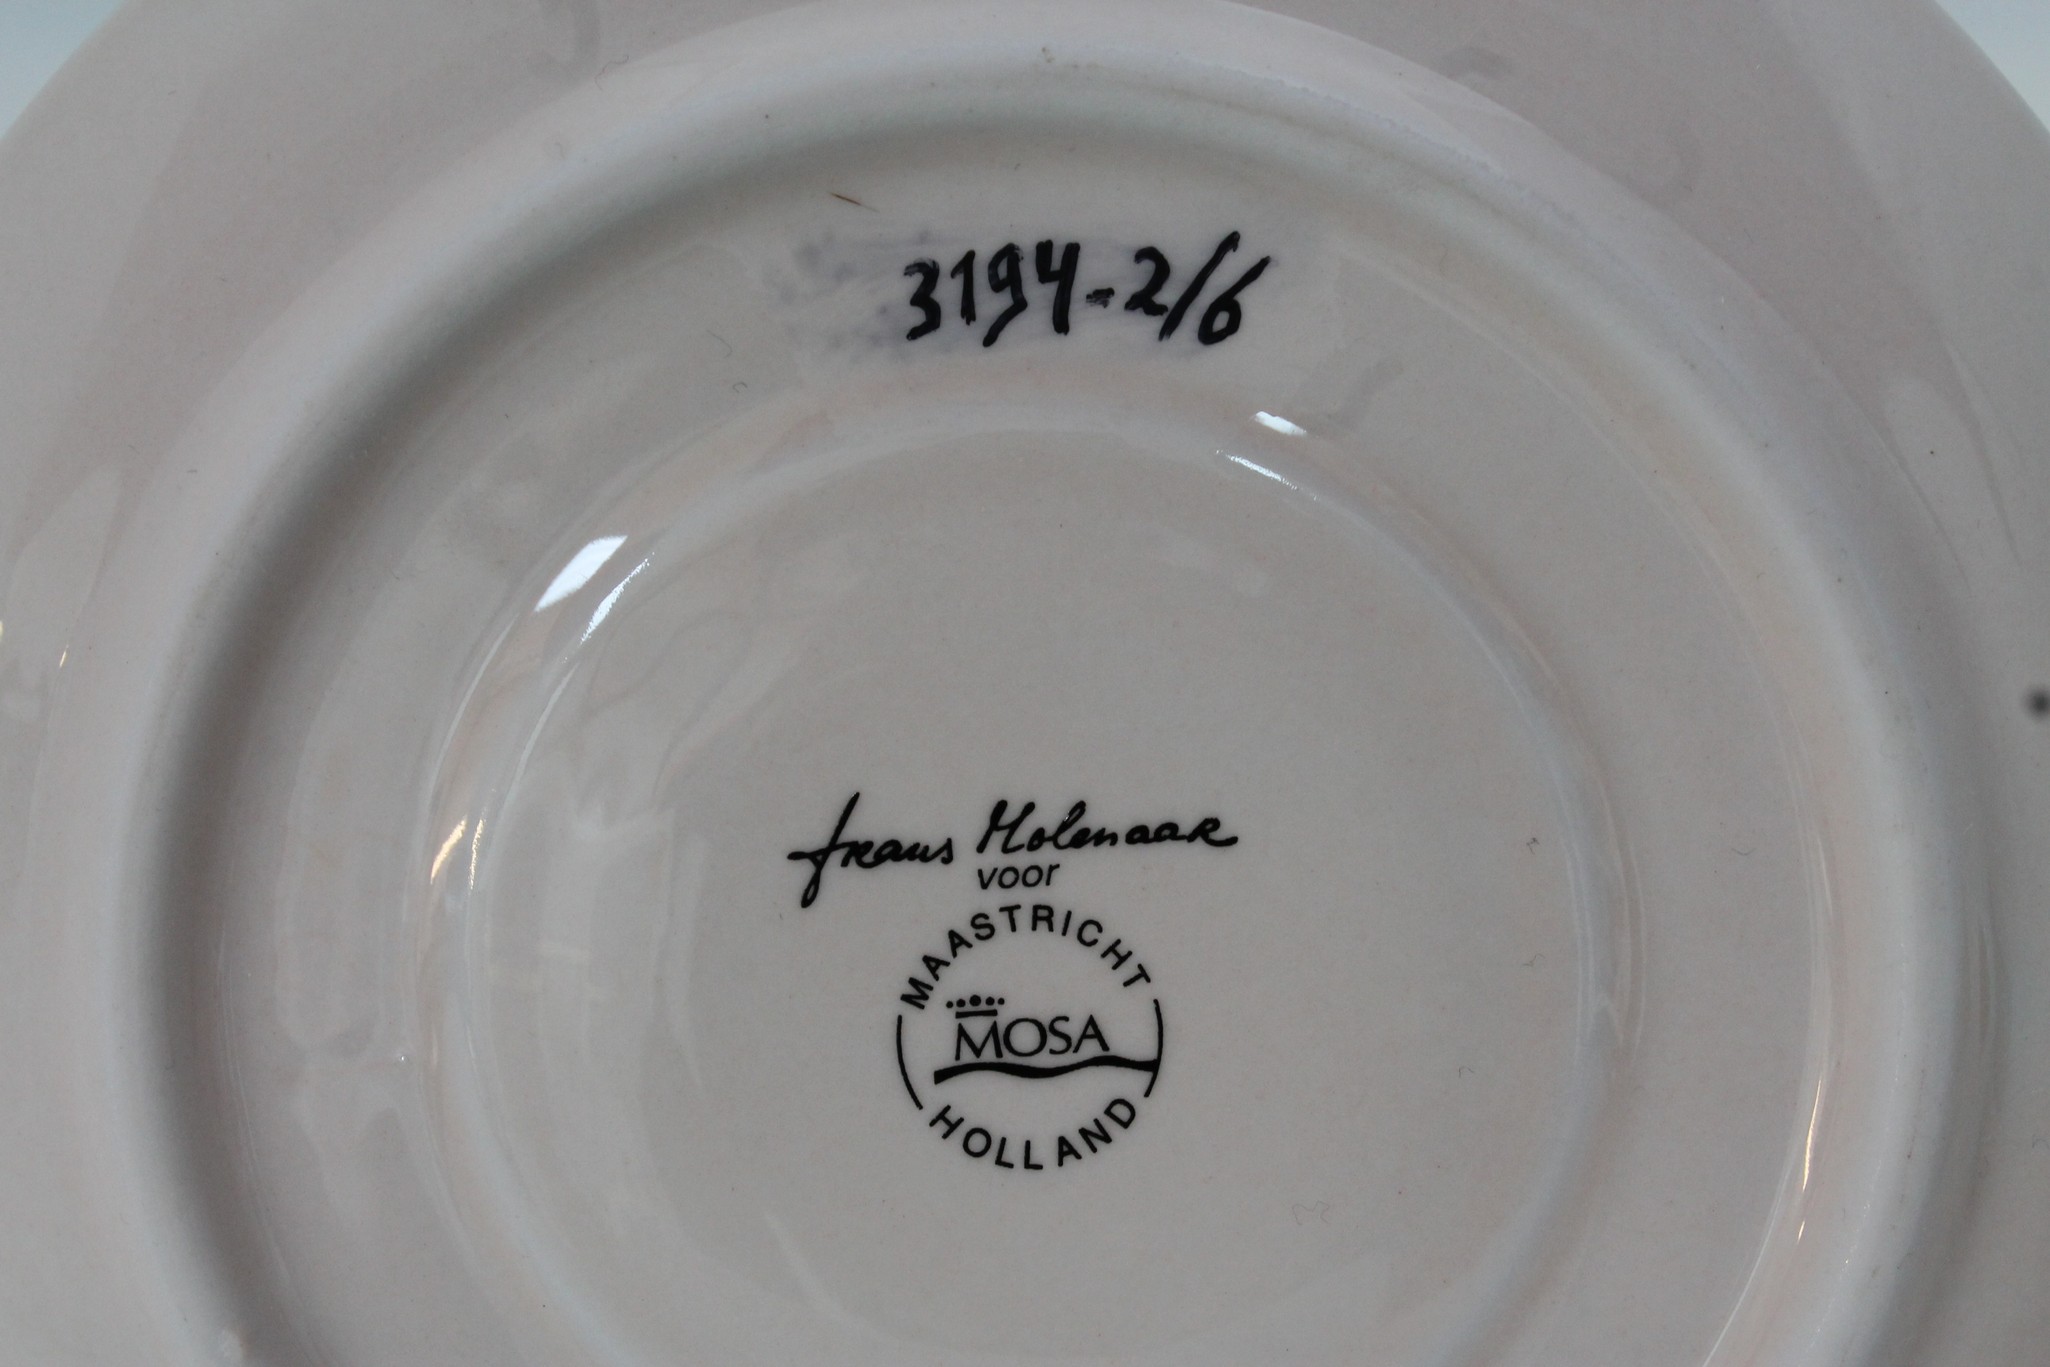 3194-2/6
frans Molenaar
voor
MAASTRICHT
MOSA
HOLLAND